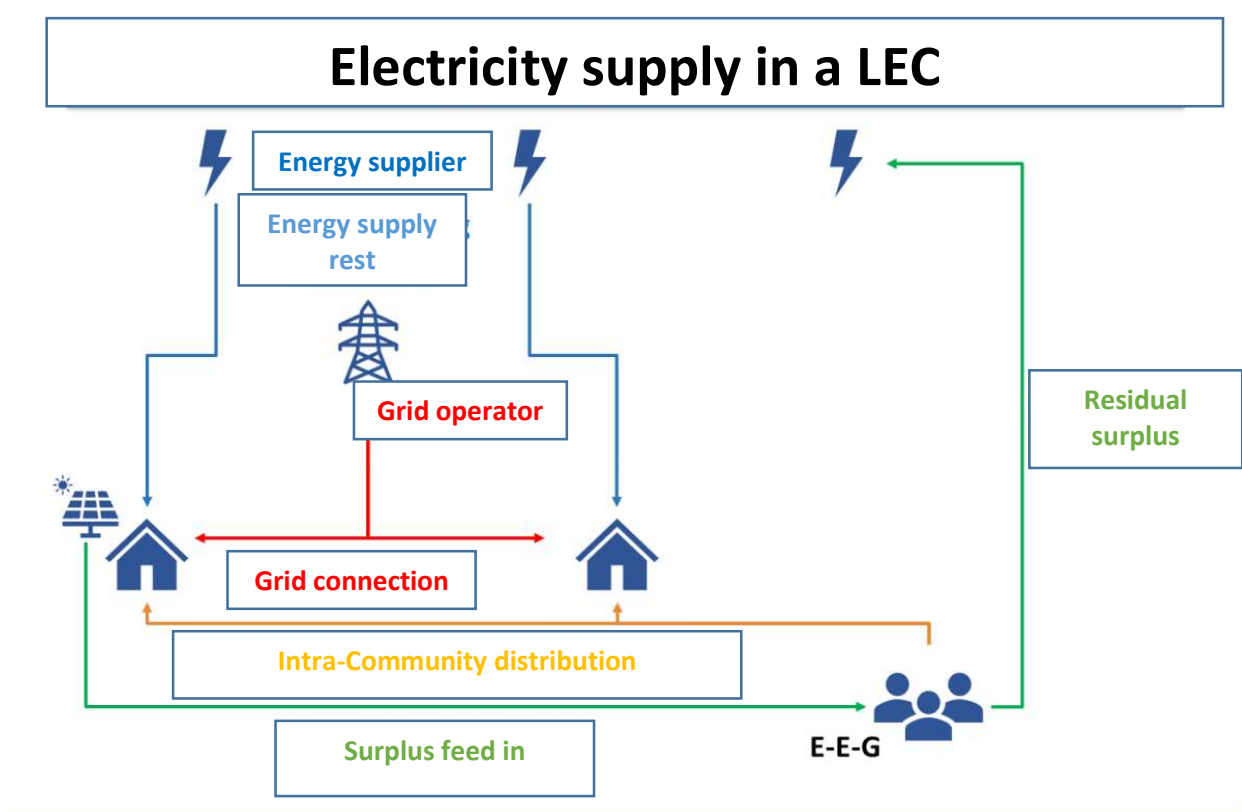 Electricity supply in a LEC
Energy supplier
Energy supply
rest
Grid operator
Residual
surplus
Grid connection
Intra-Community distribution
E-E-G
Surplus feed in